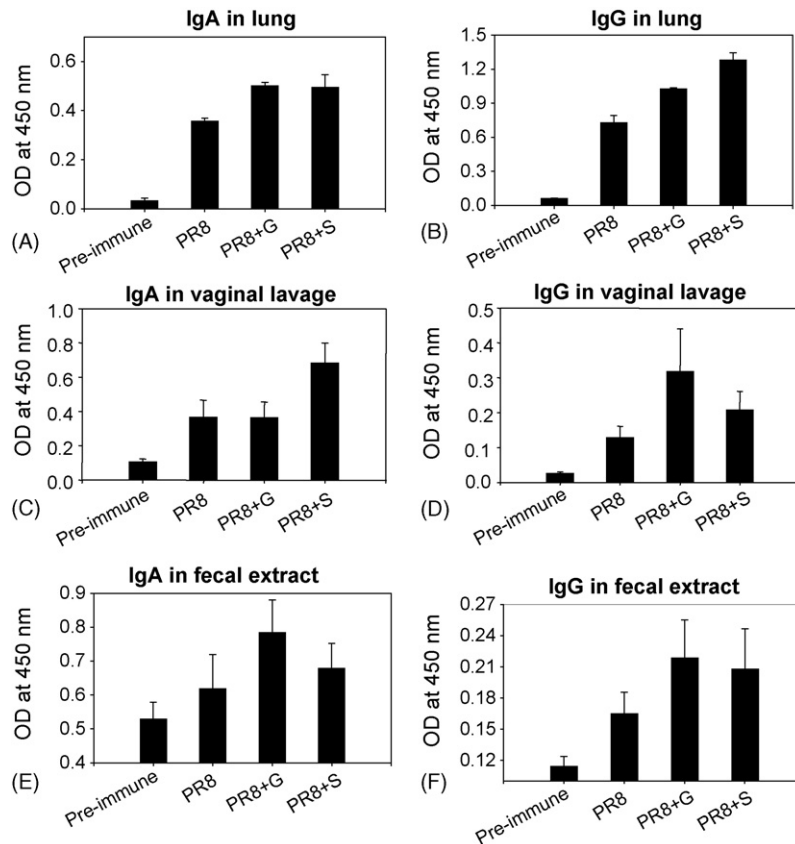 IgA in lung
OD at 450 nm
0.6
0.4
0.2
0.0
Pre-immune
PR8
PR8+G
PR8+S
(A)
IgG in lung
OD at 450 nm
1.5
1.2
0.9
0.6
0.3
0.0
Pre-immune
PR8
PR8+G
PR8+S
(B)
IgA in vaginal lavage
OD at 450 nm
1.0
0.8
0.6
0.4
0.2
0.0
Pre-immune
PR8
PR8+G
PR8+S
(C)
IgG in vaginal lavage
OD at 450 nm
0.5
0.4
0.3
0.2
0.1
0.0
Pre-immune
PR8
PR8+G
PR8+S
(D)
IgA in fecal extract
OD at 450 nm
0.9
0.8
0.7
0.6
0.5
0.4
Pre-immune
PR8
PR8+G
PR8+S
(E)
IgG in fecal extract
OD at 450 nm
0.27
0.24
0.21
0.18
0.15
0.12
Pre-immune
PR8
PR8+G
PR8+S
(F)